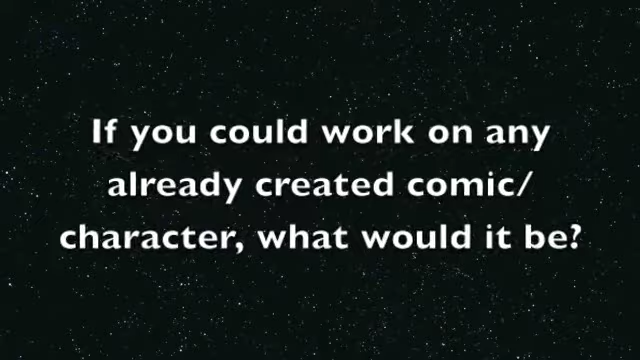 If you could work on any
already created comic/
character, what would it be?